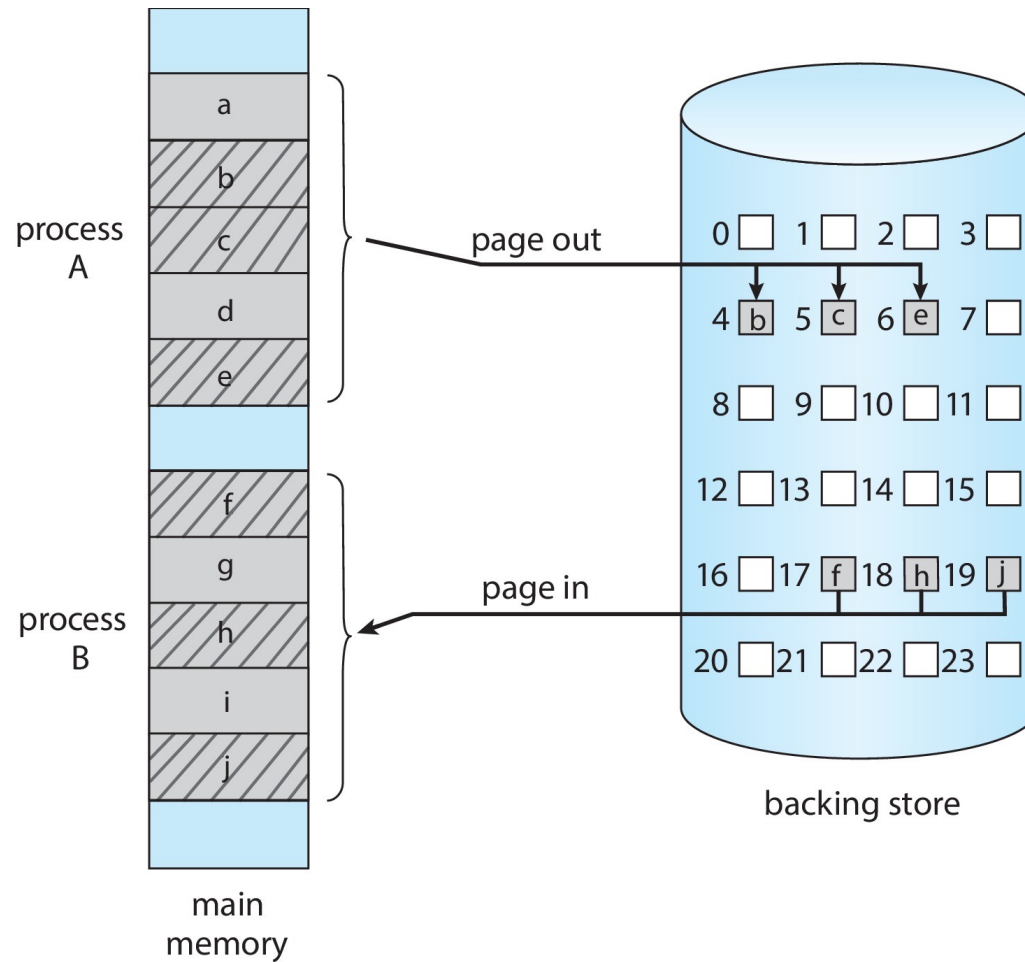 a
b
c
d
e
process
A
page out
0 1 2 3
4 b 5 c 6 e 7
8 9 10 11
12 13 14 15
16 17 f 18 h 19 j
20 21 22 23
f
g
h
i
j
process
B
page in
backing store
main
memory